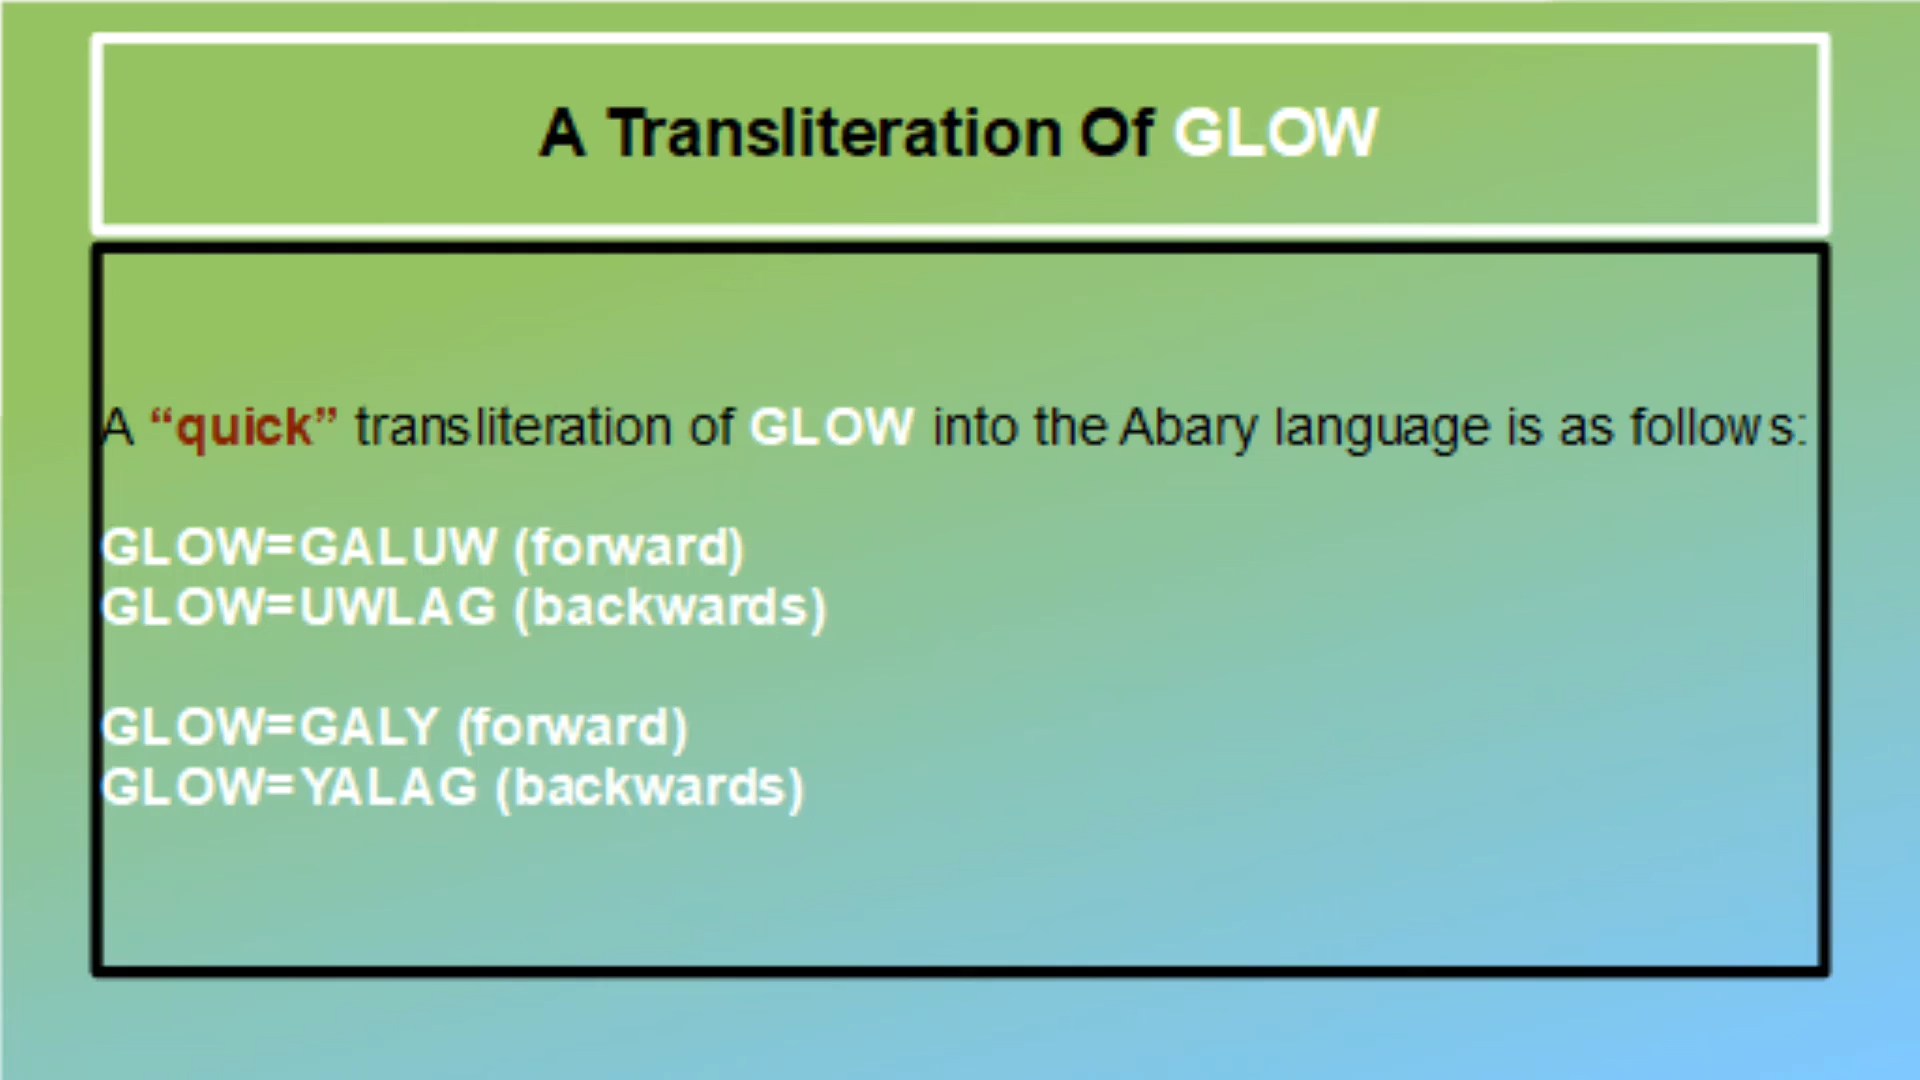 A Transliteration Of GLOW
A “quick” transliteration of GLOW into the Abary language is as follows:
GLOW=GALUW (forward)
GLOW=UWLAG (backwards)
GLOW=GALY (forward)
GLOW=YALAG (backwards)